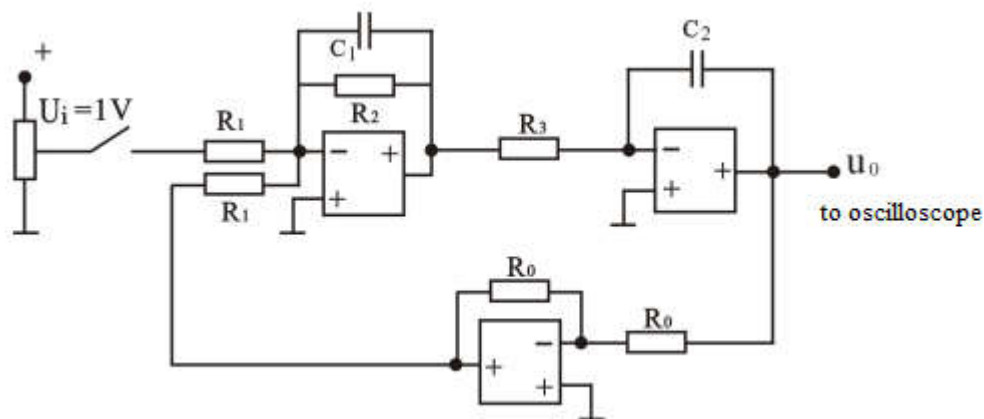 +
C₁
C₂
Uᵢ =1V
R₁
R₂
R₃
−
+
−
+
R₁
+
+
u₀
to oscilloscope
R₀
R₀
+
−
+